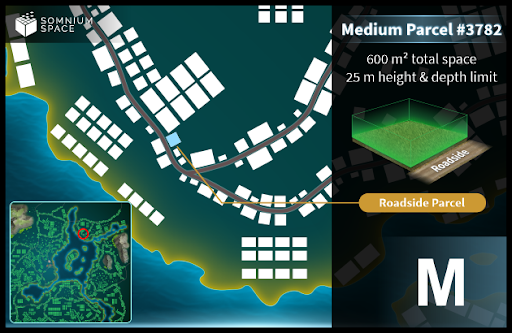 SOMNIUM
SPACE
Medium Parcel #3782
600 m² total space
25 m height & depth limit
Roadside
Roadside Parcel
M